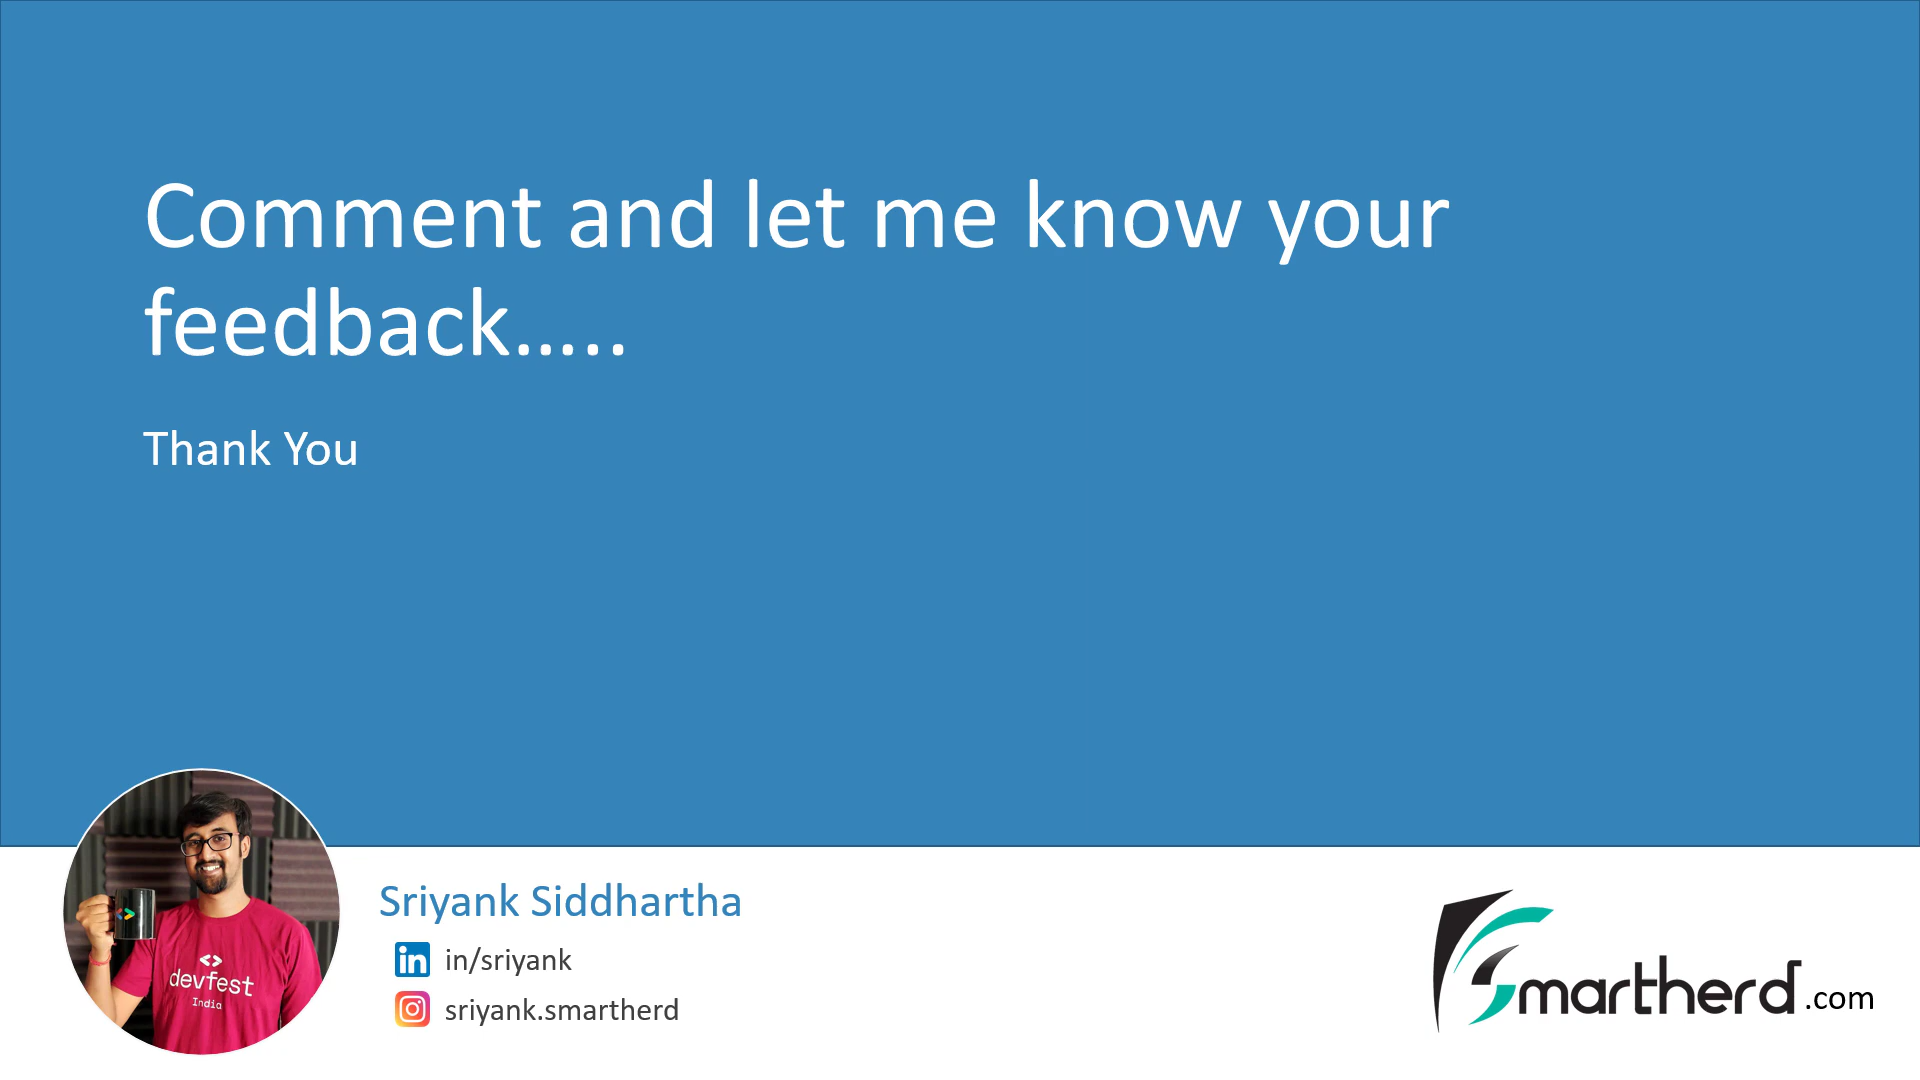 Comment and let me know your
feedback.....
Thank You
devfest
India
Sriyank Siddhartha
in
in/sriyank
sriyank.smartherd
Smartherd.com